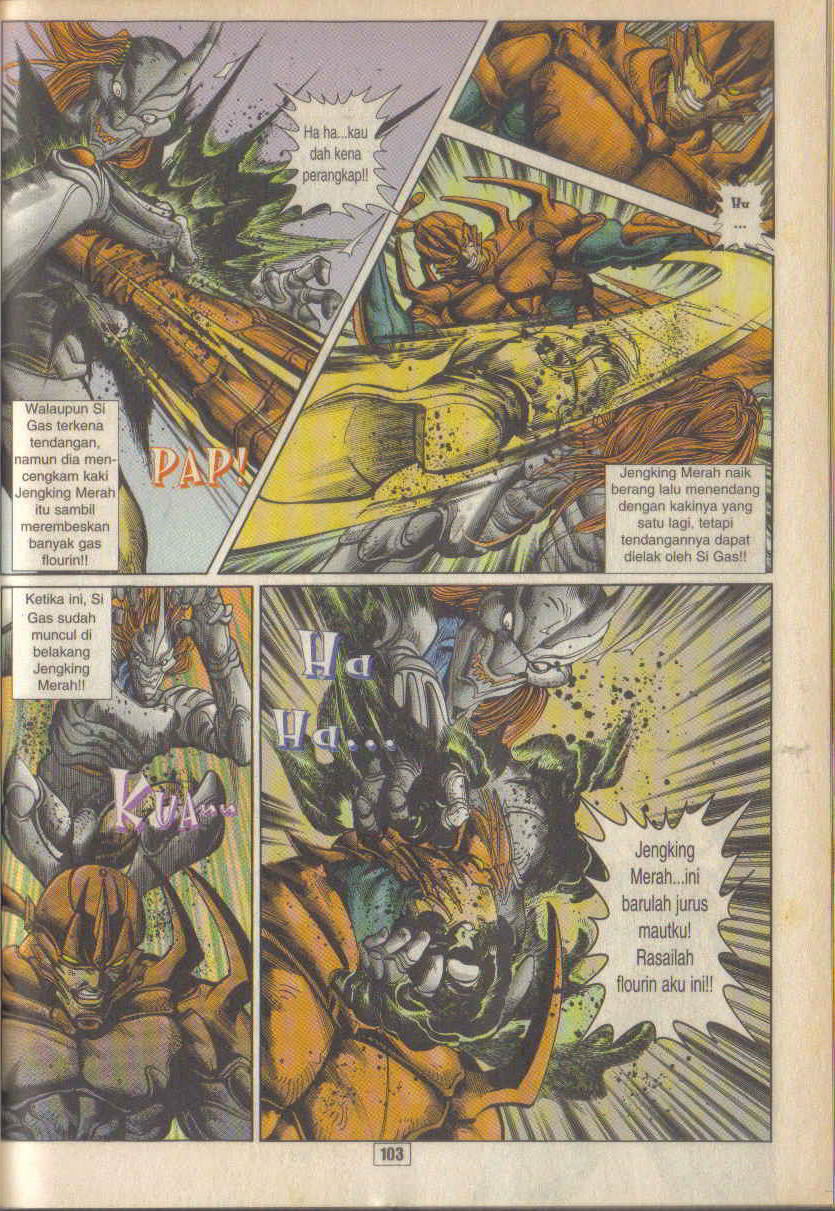 Ha ha...kau
dah kena
perangkap!!
Walaupun Si
Gas terkena
tendangan,
namun dia men-
cengkam kaki
Jengking Merah
itu sambil
merembeskan
banyak gas
flourin!!
PAP!
Ha
...
Jengking Merah naik
berang lalu menendang
dengan kakinya yang
satu lagi, tetapi
tendangannya dapat
dielak oleh Si Gas!!
Ketika ini, Si
Gas sudah
muncul di
belakang
Jengking
Merah!!
KUA
Ha
Ha...
Jengking
Merah...ini
barulah jurus
mautku!
Rasailah
flourin aku ini!!
103